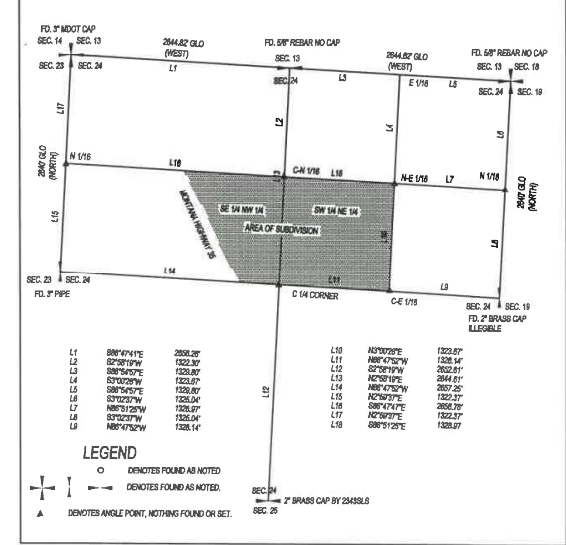 FD. 3" MDOT CAP
SEC. 14 SEC. 13
2644.62' GLO
(WEST)
FD. 5/8" REBAR NO CAP
SEC. 13
2644.62' GLO
(WEST)
FD. 5/8" REBAR NO CAP
SEC. 13 SEC. 18
SEC. 23 SEC. 24
L1
SEC. 24
L3
E 1/16
L5
SEC. 24 SEC. 19
L17
L2
L4
L6
2640' GLO
(NORTH)
N 1/16
L16
L13
C-N 1/16
L18
N-E 1/16
L7
N 1/16
2640' GLO
(NORTH)
MONTANA HIGHWAY 35
SE 1/4 NW 1/4
SW 1/4 NE 1/4
AREA OF SUBDIVISION
L15
L10
L8
SEC. 23 SEC. 24
FD. 3" PIPE
L14
L11
C 1/4 CORNER
C-E 1/16
L9
SEC. 24 SEC. 19
FD. 2" BRASS CAP
ILLEGIBLE
L12
L1 S86°47'41"E 2656.26'
L2 S2°58'19"W 1322.30'
L3 S86°54'57"E 1329.80'
L4 S3°00'26"W 1323.67'
L5 S86°54'57"E 1329.80'
L6 S3°02'37"W 1325.04'
L7 N86°51'25"W 1328.97'
L8 S3°02'37"W 1325.04'
L9 N86°47'52"W 1328.14'
L10 N3°00'26"E 1323.67'
L11 N86°47'52"W 1328.14'
L12 S2°58'19"W 2652.61'
L13 N2°58'19"E 2644.61'
L14 N86°47'52"W 2657.25'
L15 N2°59'37"E 1322.37'
L16 S86°47'47"E 2656.76'
L17 N2°59'37"E 1322.37'
L18 S86°51'25"E 1328.97
LEGEND
DENOTES FOUND AS NOTED
DENOTES FOUND AS NOTED.
DENOTES ANGLE POINT, NOTHING FOUND OR SET.
SEC. 24
SEC. 25
2" BRASS CAP BY 2343SLS